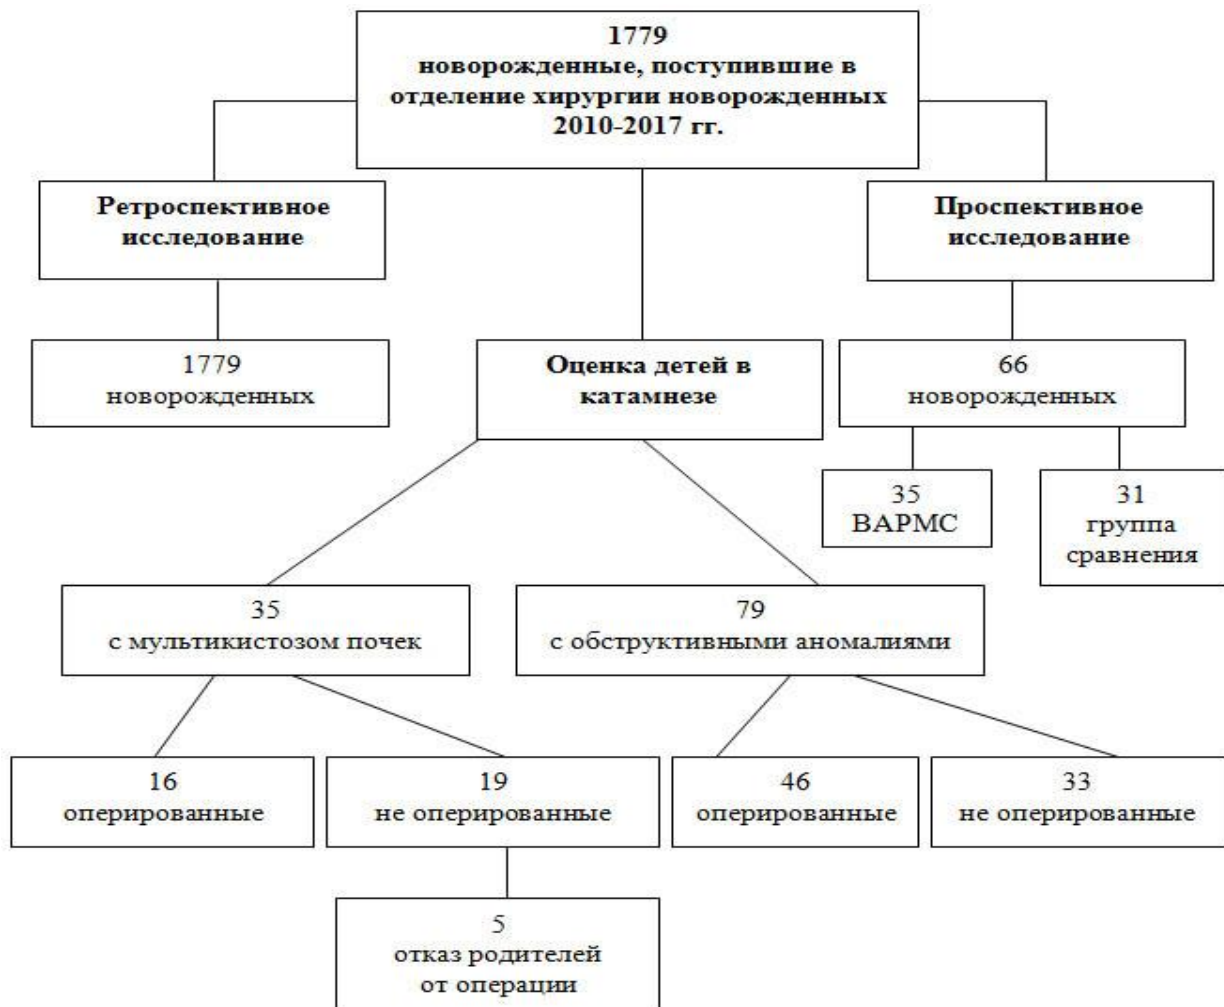 1779
новорожденные, поступившие в
отделение хирургии новорожденных
2010-2017 гг.
Ретроспективное
исследование
Проспективное
исследование
1779
новорожденных
Оценка детей в
катамнезе
66
новорожденных
35
ВАРМС
31
группа
сравнения
35
с мультикистозом почек
79
с обструктивными аномалиями
16
оперированные
19
не оперированные
46
оперированные
33
не оперированные
5
отказ родителей
от операции